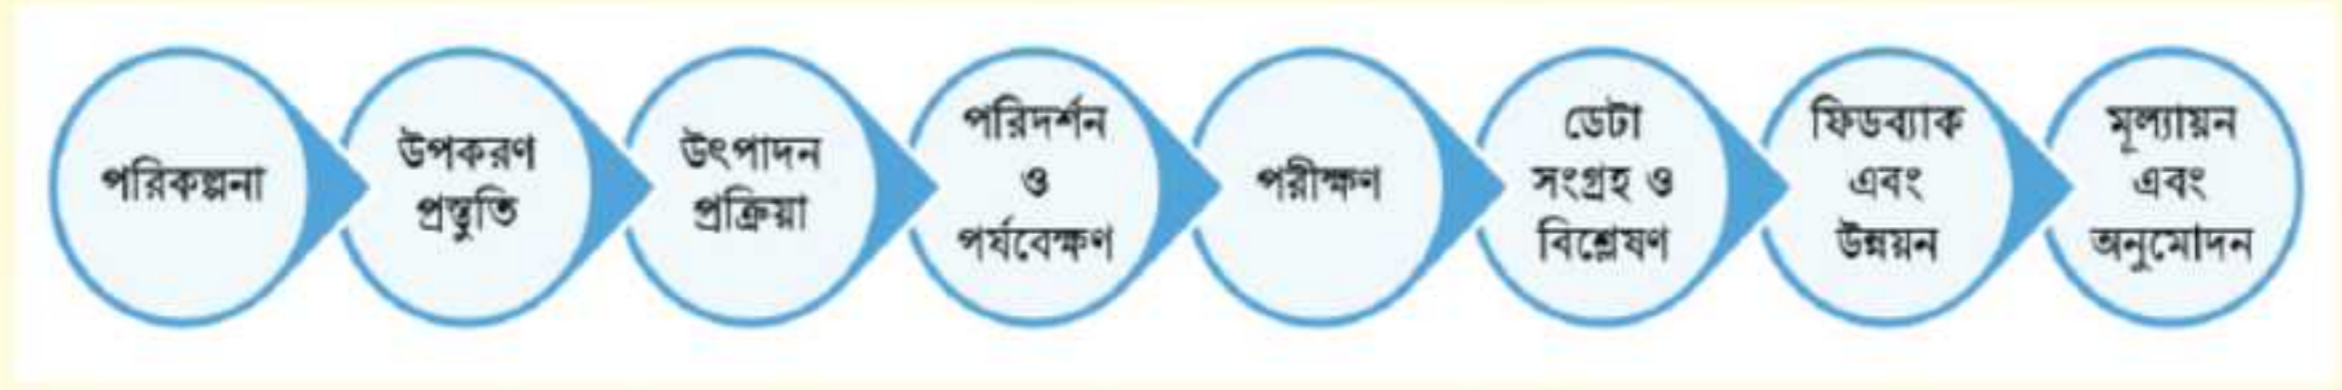 পরিকল্পনা
উপকরণ
প্রস্তুতি
উৎপাদন
প্রক্রিয়া
পরিদর্শন
ও
পর্যবেক্ষণ
পরীক্ষণ
ডেটা
সংগ্রহ ও
বিশ্লেষণ
ফিডব্যাক
এবং
উন্নয়ন
মূল্যায়ন
এবং
অনুমোদন